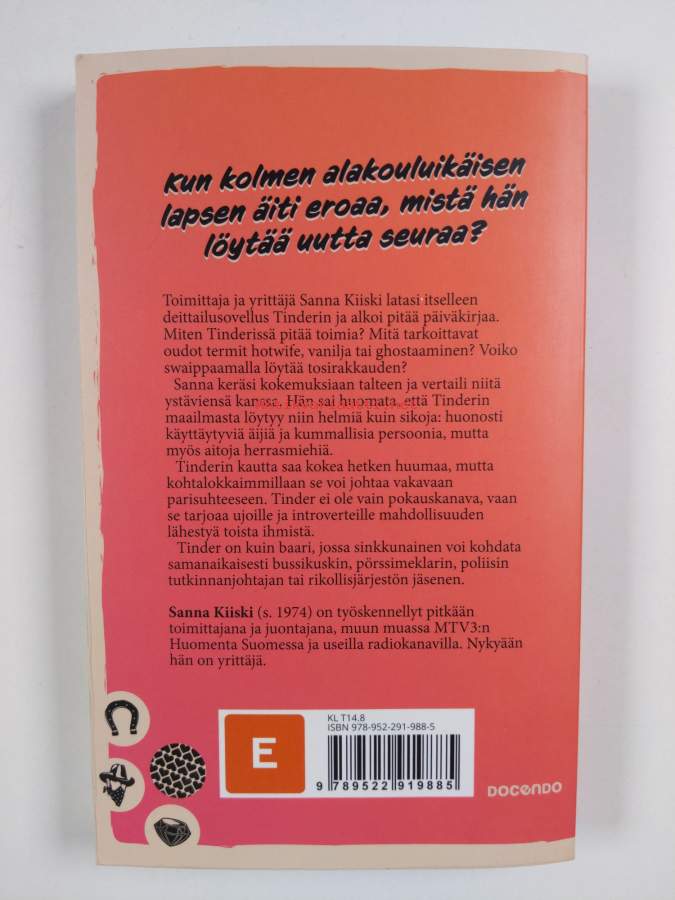 Kun kolmen alakouluikäisen
lapsen äiti eroaa, mistä hän
löytää uutta seuraa?
Toimittaja ja yrittäjä Sanna Kiiski latasi itselleen
deittailusovellus Tinderin ja alkoi pitää päiväkirjaa.
Miten Tinderissä pitää toimia? Mitä tarkoittavat
oudot termit hotwife, vanilja tai ghostaaminen? Voiko
swaippaamalla löytää tosirakkauden?
Sanna keräsi kokemuksiaan talteen ja vertaili niitä
ystäviensä kanssa. Hän sai huomata, että Tinderin
maailmasta löytyy niin helmiä kuin sikoja: huonosti
käyttäytyviä äijiä ja kummallisia persoonia, mutta
myös aitoja herrasmiehiä.
Tinderin kautta saa kokea hetken huumaa, mutta
kohtalokkaimmillaan se voi johtaa vakavaan
parisuhteeseen. Tinder ei ole vain pokauskanava, vaan
se tarjoaa ujoille ja introverteille mahdollisuuden
lähestyä toista ihmistä.
Tinder on kuin baari, jossa sinkkunainen voi kohdata
samanaikaisesti bussikuskin, pörssimeklarin, poliisin
tutkinnanjohtajan tai rikollisjärjestön jäsenen.
Sanna Kiiski (s. 1974) on työskennellyt pitkään
toimittajana ja juontajana, muun muassa MTV3:n
Huomenta Suomessa ja useilla radiokanavilla. Nykyään
hän on yrittäjä.
E
KL T14.8
ISBN 978-952-291-988-5
9 789522 919885
DOCENDO